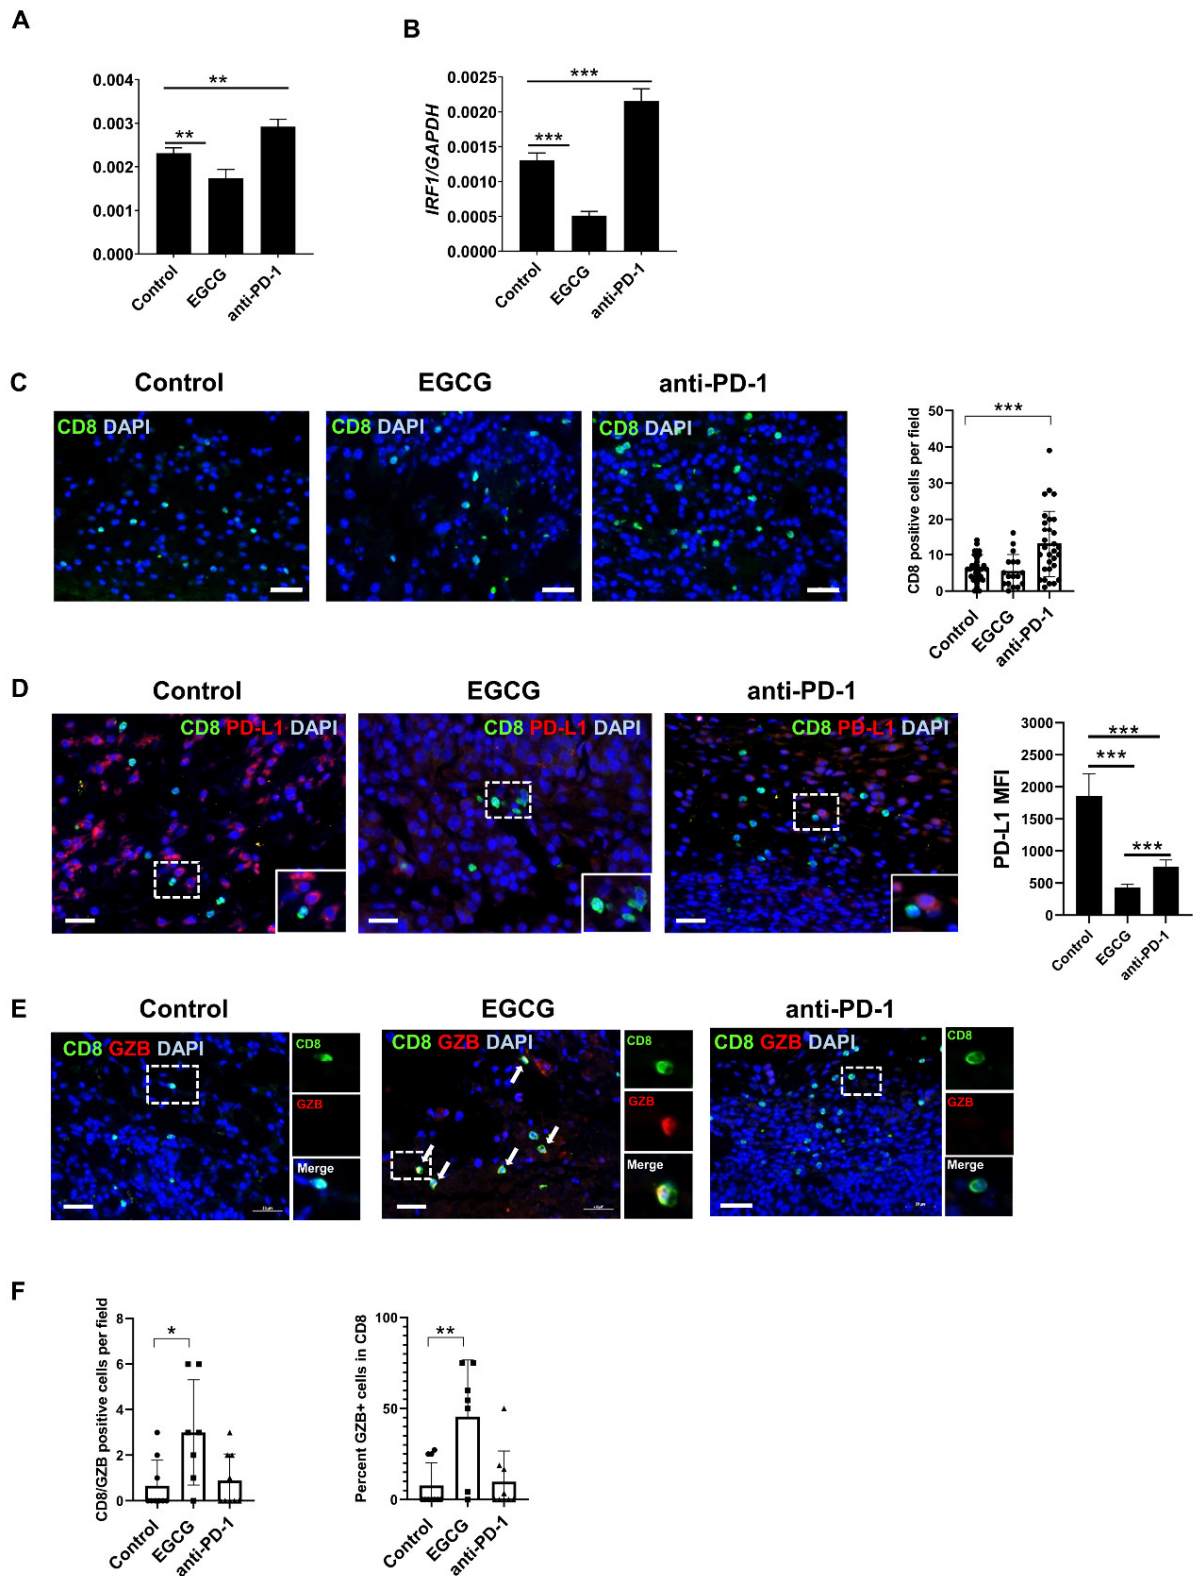 A
B
0.004
0.003
0.002
0.001
0.000
**
**
Control
EGCG
anti-PD-1
IRF1/GAPDH
0.0025
0.0020
0.0015
0.0010
0.0005
0.0000
***
***
Control
EGCG
anti-PD-1
C
Control
EGCG
anti-PD-1
CD8 DAPI
CD8 DAPI
CD8 DAPI
CD8 positive cells per field
50
40
30
20
10
0
***
Control
EGCG
anti-PD-1
D
Control
EGCG
anti-PD-1
CD8 PD-L1 DAPI
CD8 PD-L1 DAPI
CD8 PD-L1 DAPI
PD-L1 MFI
3000
2500
2000
1500
1000
500
0
***
***
***
Control
EGCG
anti-PD-1
E
Control
EGCG
anti-PD-1
CD8 GZB DAPI
CD8
GZB
Merge
CD8 GZB DAPI
CD8
GZB
Merge
CD8 GZB DAPI
CD8
GZB
Merge
F
CD8/GZB positive cells per field
8
6
4
2
0
*
Control
EGCG
anti-PD-1
Percent GZB+ cells in CD8
100
50
0
**
Control
EGCG
anti-PD-1